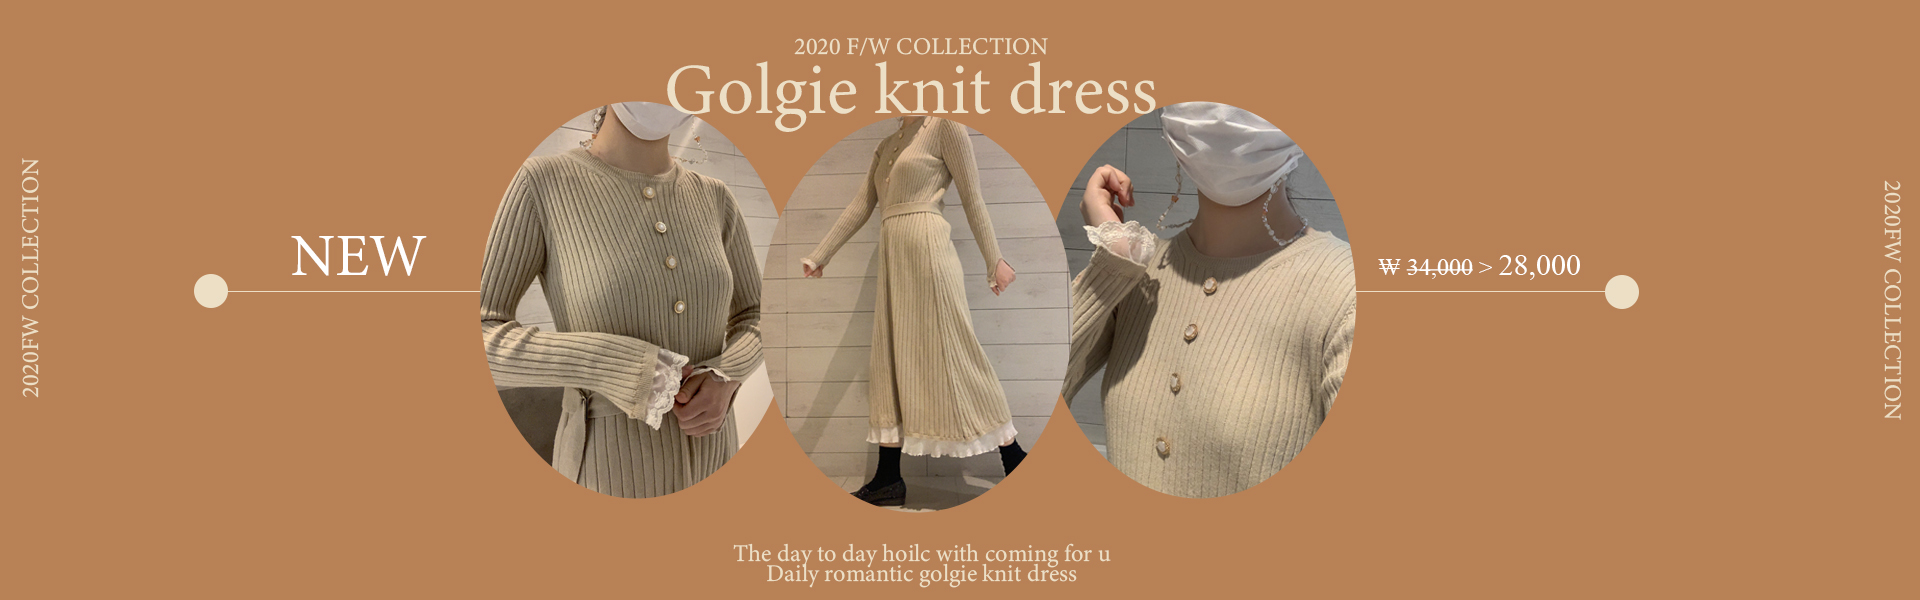 2020 F/W COLLECTION
Golgie knit dress
2020FW COLLECTION
NEW
₩ 34,000 > 28,000
2020FW COLLECTION
The day to day hoilc with coming for u
Daily romantic golgie knit dress